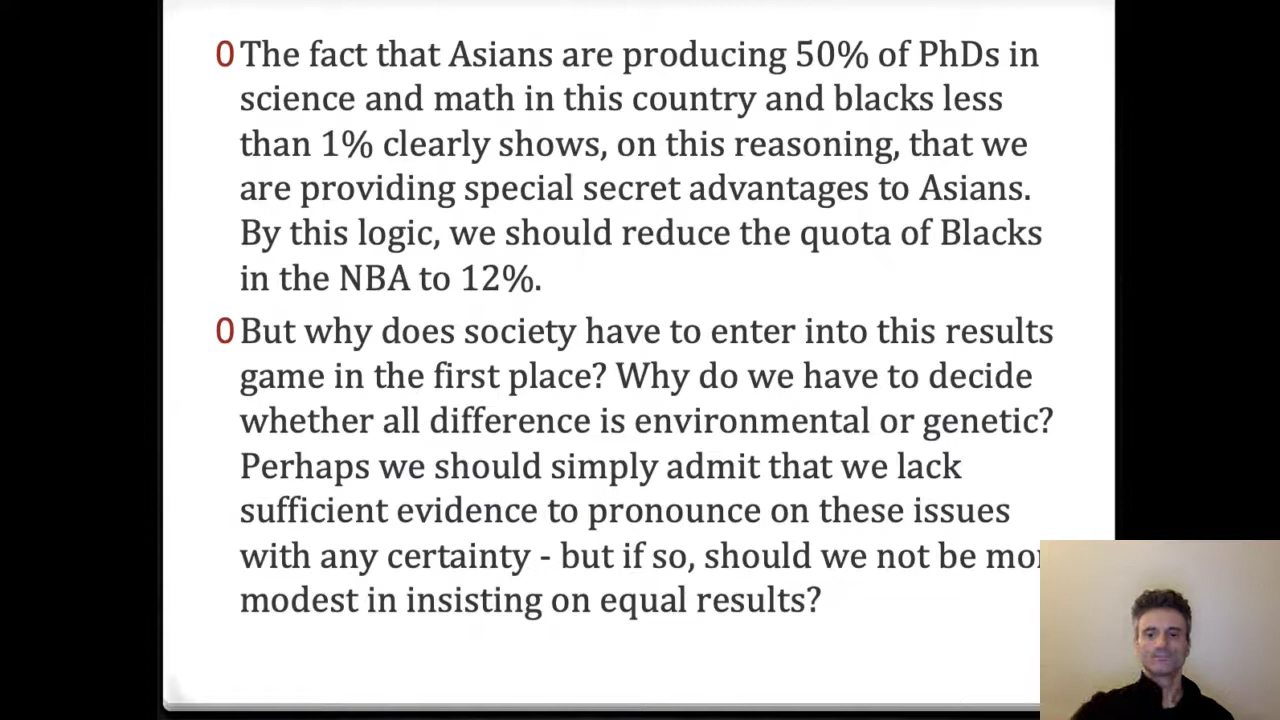 The fact that Asians are producing 50% of PhDs in
science and math in this country and blacks less
than 1% clearly shows, on this reasoning, that we
are providing special secret advantages to Asians.
By this logic, we should reduce the quota of Blacks
in the NBA to 12%.
But why does society have to enter into this results
game in the first place? Why do we have to decide
whether all difference is environmental or genetic?
Perhaps we should simply admit that we lack
sufficient evidence to pronounce on these issues
with any certainty - but if so, should we not be
modest in insisting on equal results?